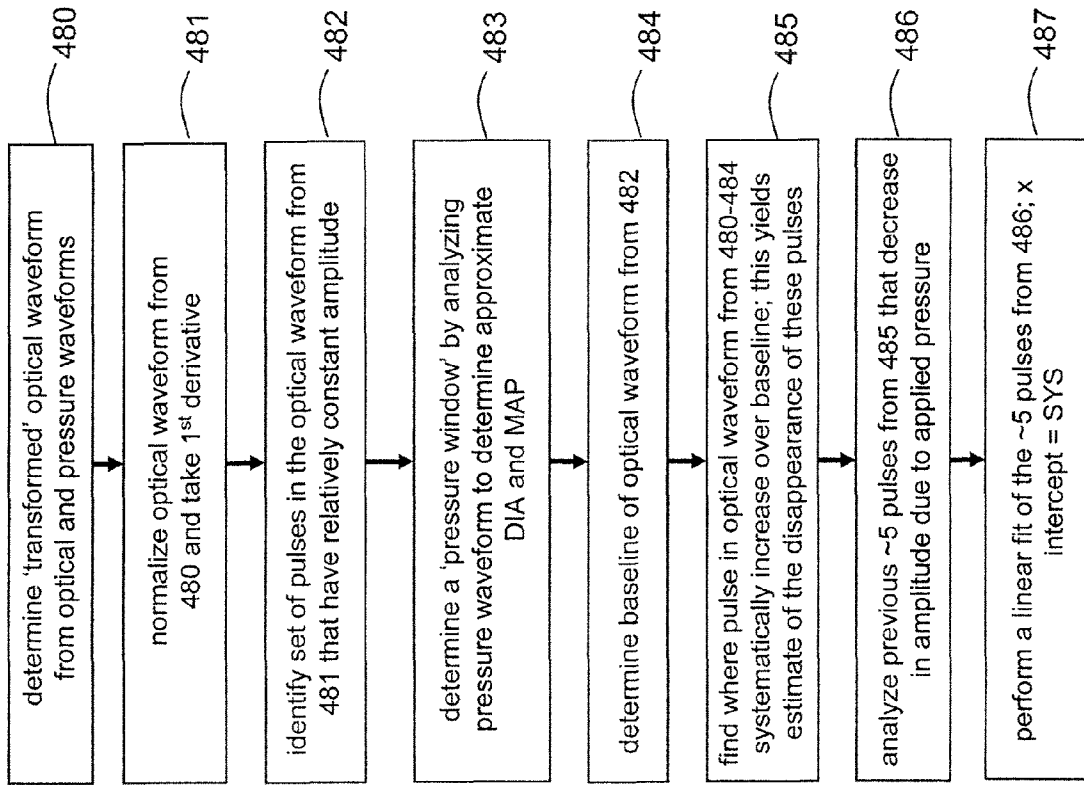 determine 'transformed' optical waveform
from optical and pressure waveforms
480
normalize optical waveform from
480 and take 1st derivative
481
identify set of pulses in the optical waveform from
481 that have relatively constant amplitude
482
determine a 'pressure window' by analyzing
pressure waveform to determine approximate
DIA and MAP
483
determine baseline of optical waveform from 482
484
find where pulse in optical waveform from 480-484
systematically increase over baseline; this yields
estimate of the disappearance of these pulses
485
analyze previous ~5 pulses from 485 that decrease
in amplitude due to applied pressure
486
perform a linear fit of the ~5 pulses from 486; x
intercept = SYS
487